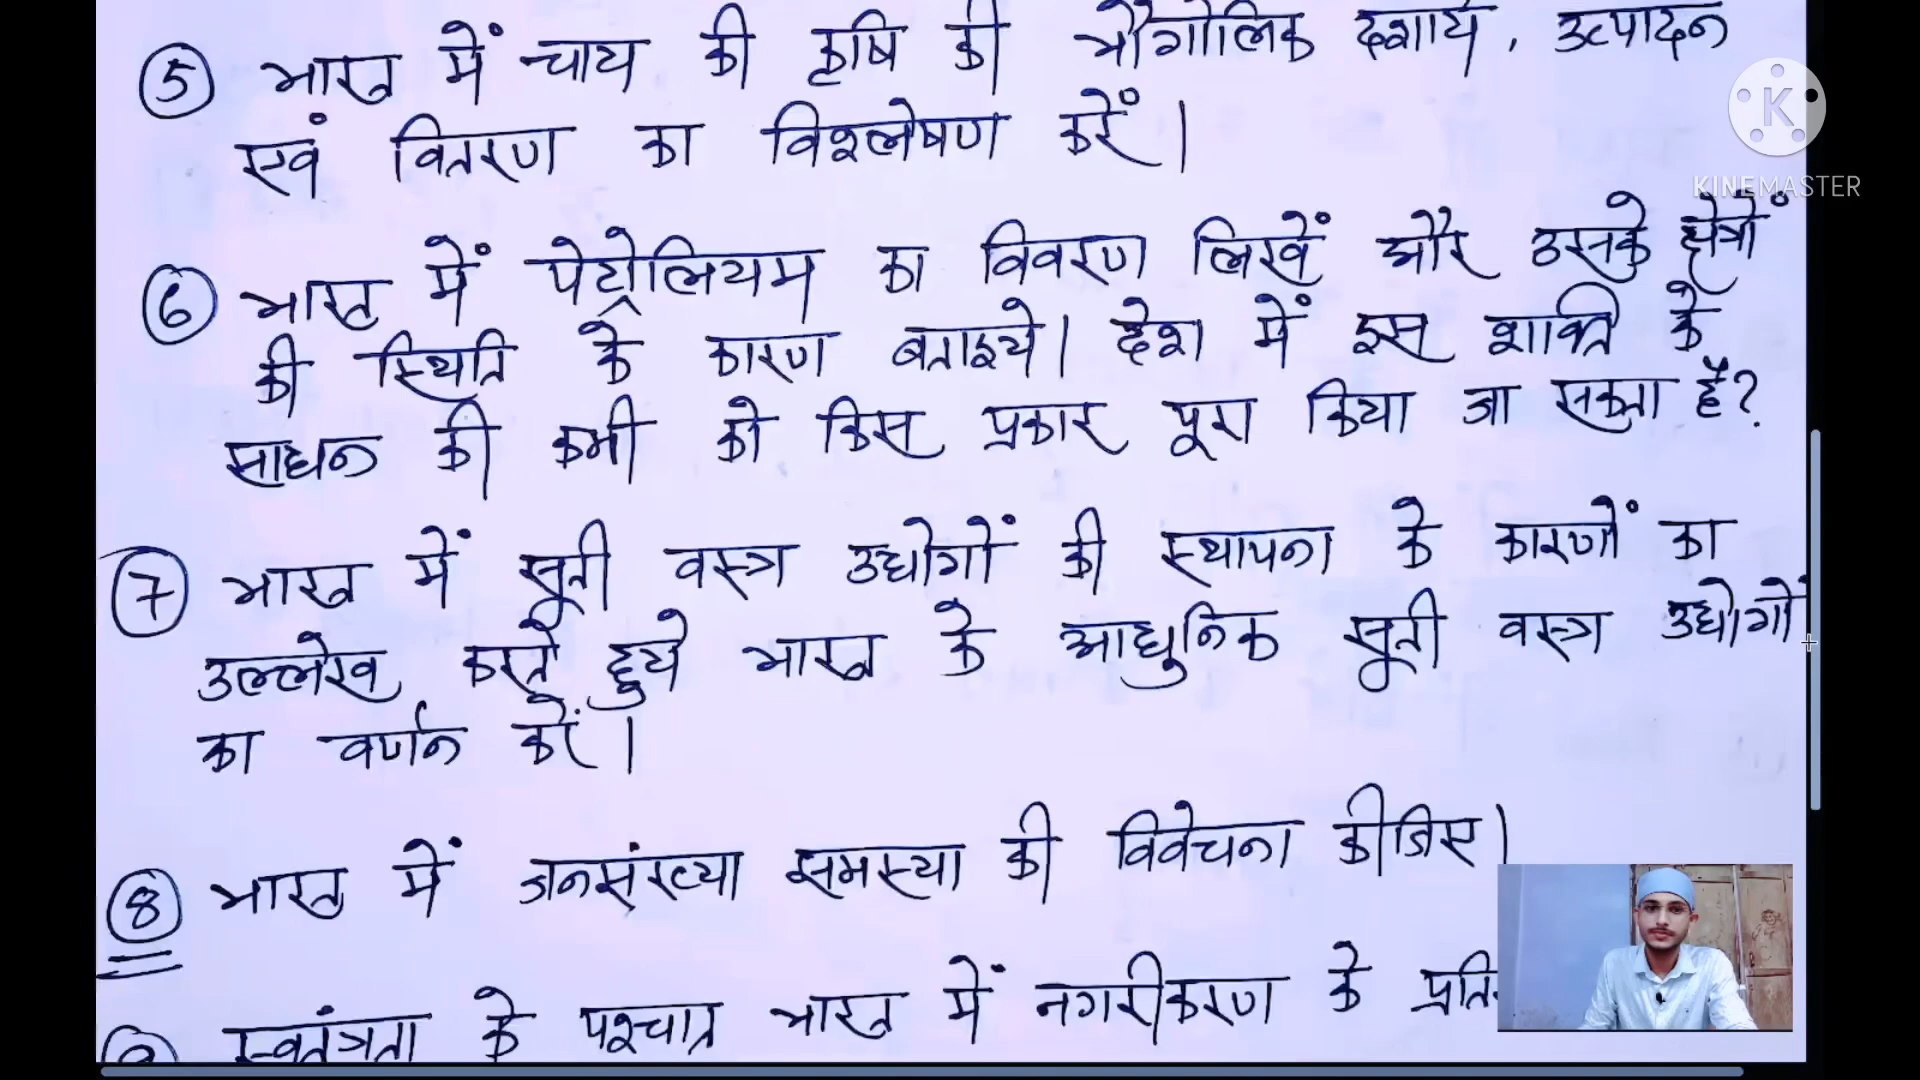 ⑤ भारत में चाय की कृषि की भौगोलिक दशायें, उत्पादन
एवं वितरण का विश्लेषण करें।
KINEMASTER
⑥ भारत में पेट्रोलियम का विवरण लिखें और उसके क्षेत्रों
की स्थिति के कारण बताइये। देश में इस शक्ति के
साधन की कमी को किस प्रकार पूरा किया जा सकता है?
⑦ भारत में सूती वस्त्र उद्योगों की स्थापना के कारणों का
उल्लेख करते हुये भारत के आधुनिक सूती वस्त्र उद्योगों
का वर्णन करें।
⑧ भारत में जनसंख्या समस्या की विवेचना कीजिए।
स्वतंत्रता के पश्चात भारत में नगरीकरण के